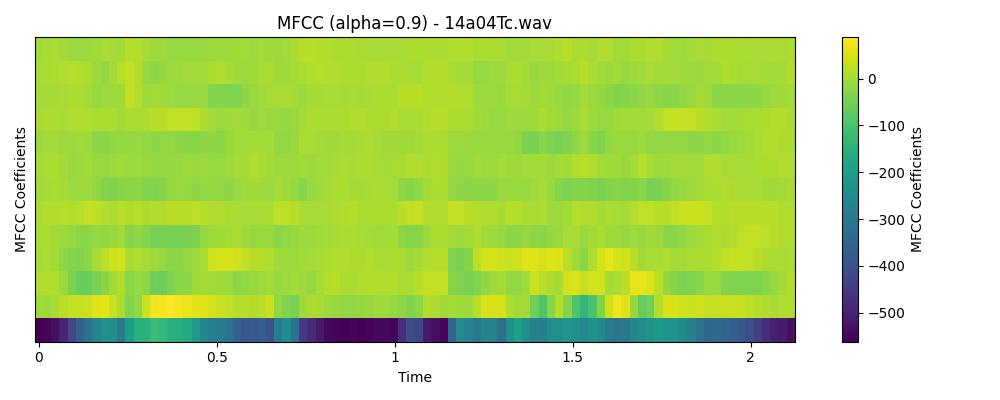 MFCC (alpha=0.9) - 14a04Tc.wav
MFCC Coefficients
0
0.5
1
1.5
2
Time
0
−100
−200
−300
−400
−500
MFCC Coefficients